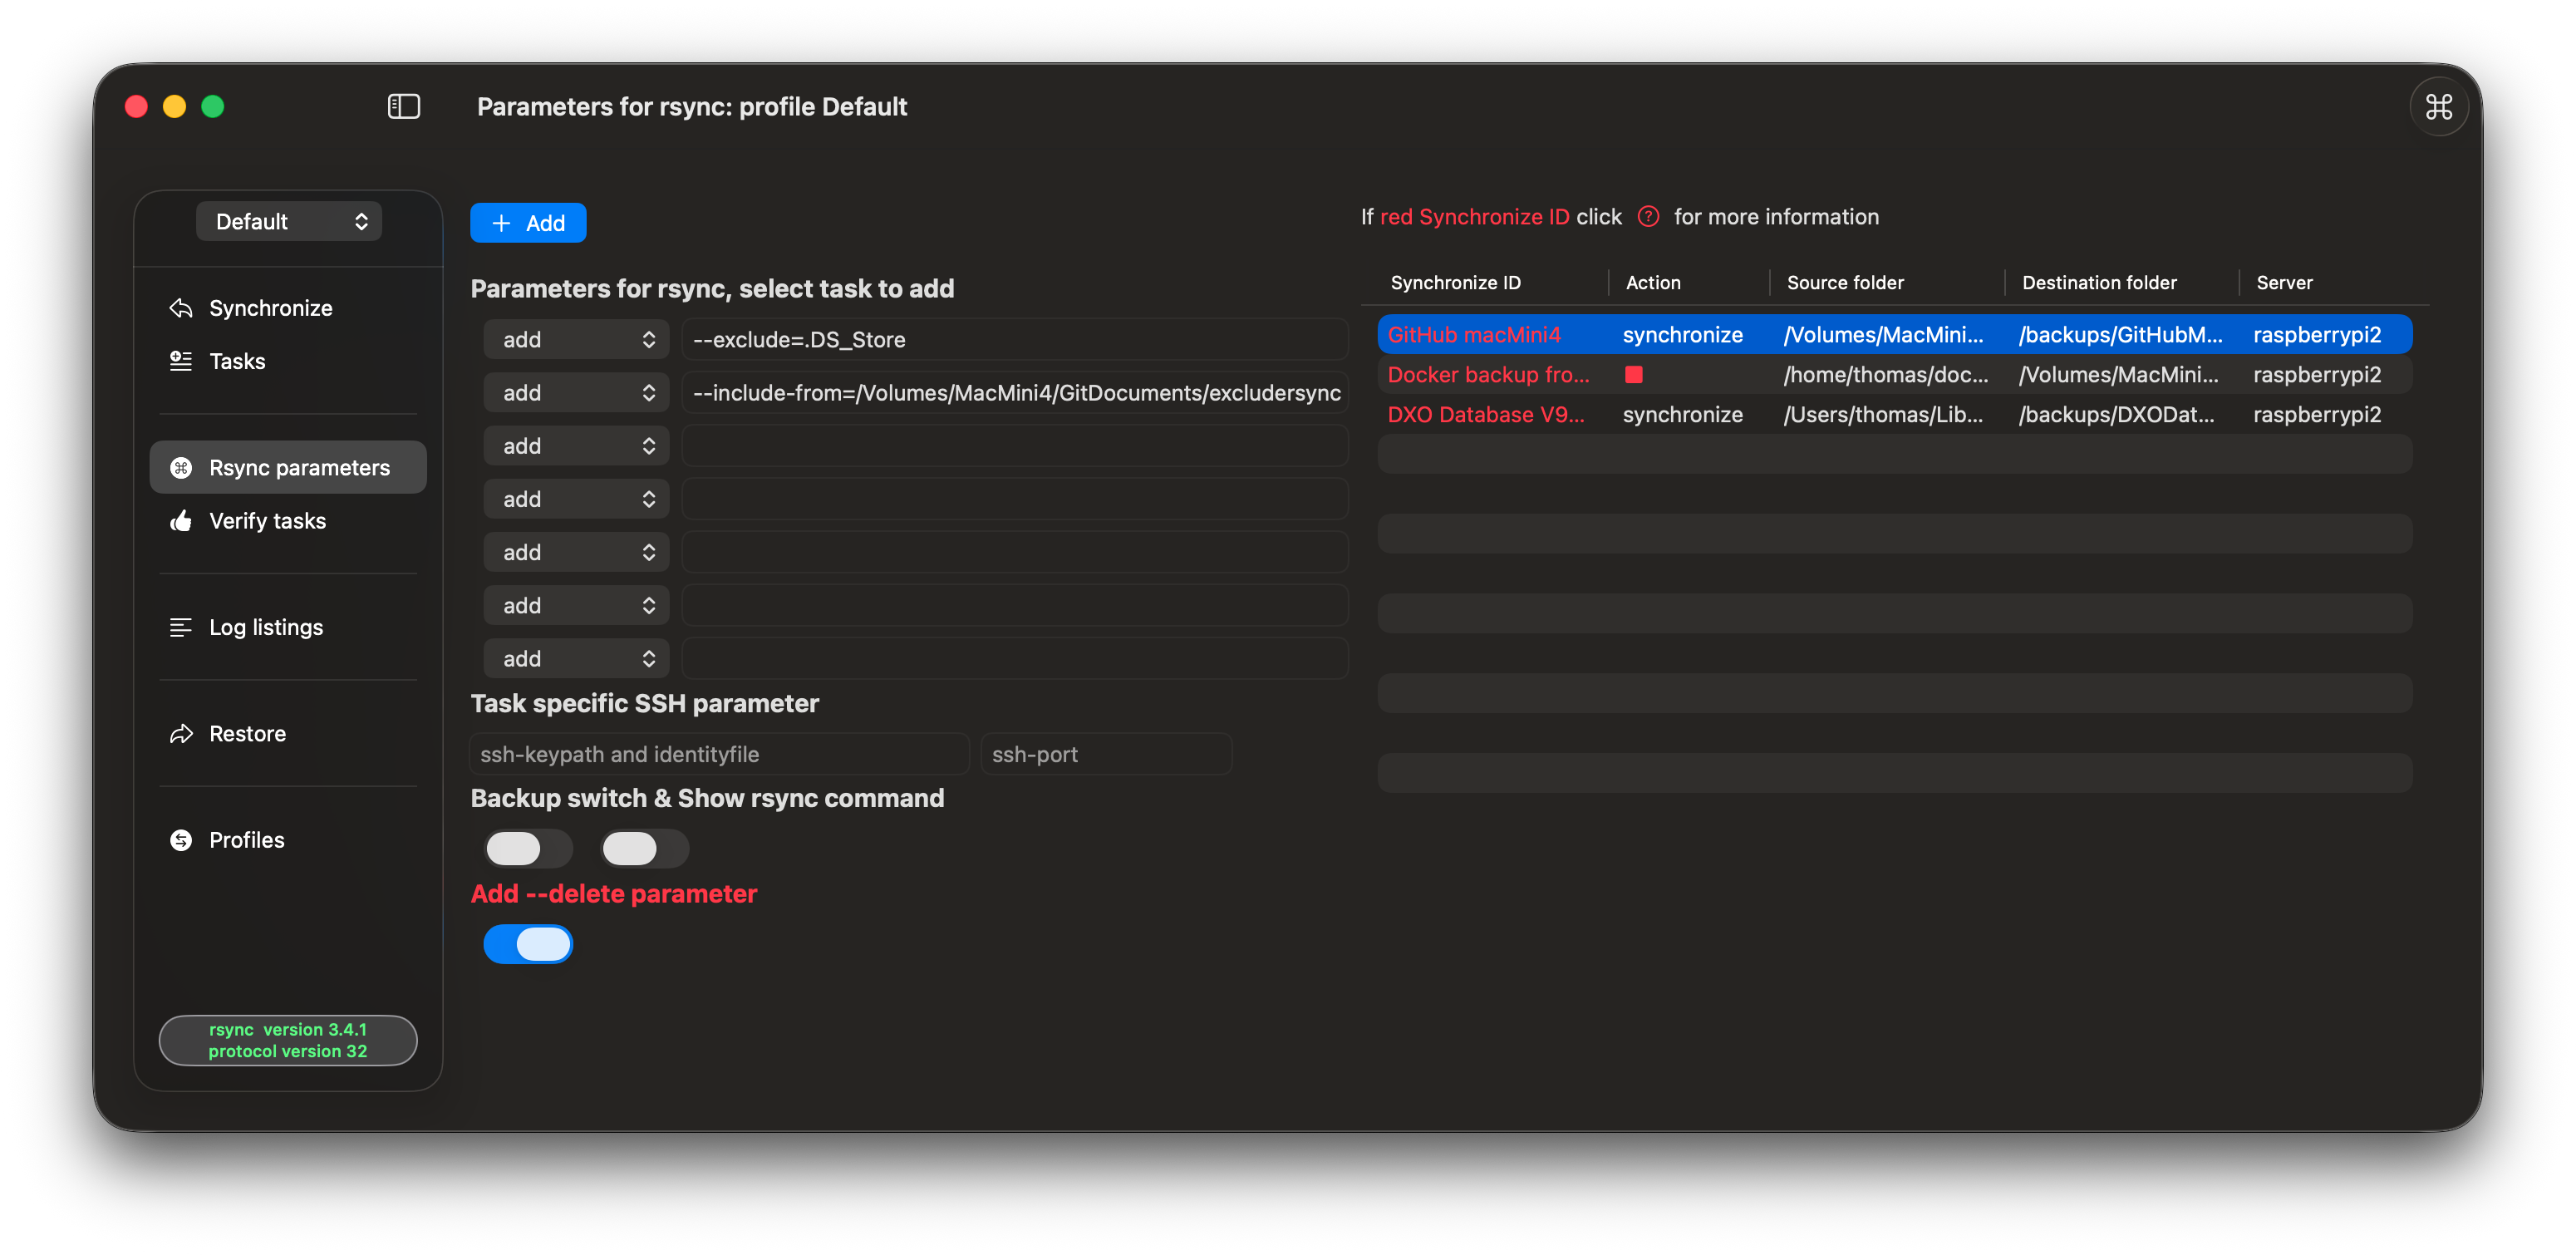 Parameters for rsync: profile Default
Default
Synchronize
Tasks
Rsync parameters
Verify tasks
Log listings
Restore
Profiles
rsync  version 3.4.1
protocol version 32
Add
Parameters for rsync, select task to add
add --exclude=.DS_Store
add --include-from=/Volumes/MacMini4/GitDocuments/excludersync
add
add
add
add
add
Task specific SSH parameter
ssh-keypath and identityfile ssh-port
Backup switch & Show rsync command
Add --delete parameter
If red Synchronize ID click ? for more information
Synchronize ID Action Source folder Destination folder Server
GitHub macMini4 synchronize /Volumes/MacMini... /backups/GitHubM... raspberrypi2
Docker backup fro... /home/thomas/doc... /Volumes/MacMini... raspberrypi2
DXO Database V9... synchronize /Users/thomas/Lib... /backups/DXODat... raspberrypi2